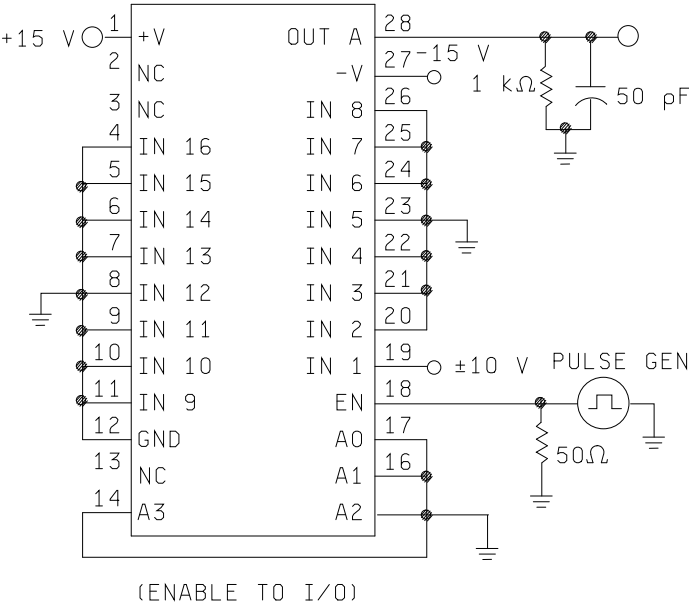 1 28
+15 V +V OUT A
2 27 -15 V
NC -V
3 26 1 kΩ 50 pF
NC IN 8
4 25
IN 16 IN 7
5 24
IN 15 IN 6
6 23
IN 14 IN 5
7 22
IN 13 IN 4
8 21
IN 12 IN 3
9 20
IN 11 IN 2
10 19
IN 10 IN 1 ±10 V PULSE GEN
11 18
IN 9 EN
12 17
GND A0 50Ω
13 16
NC A1
14
A3 A2
(ENABLE TO I/O)